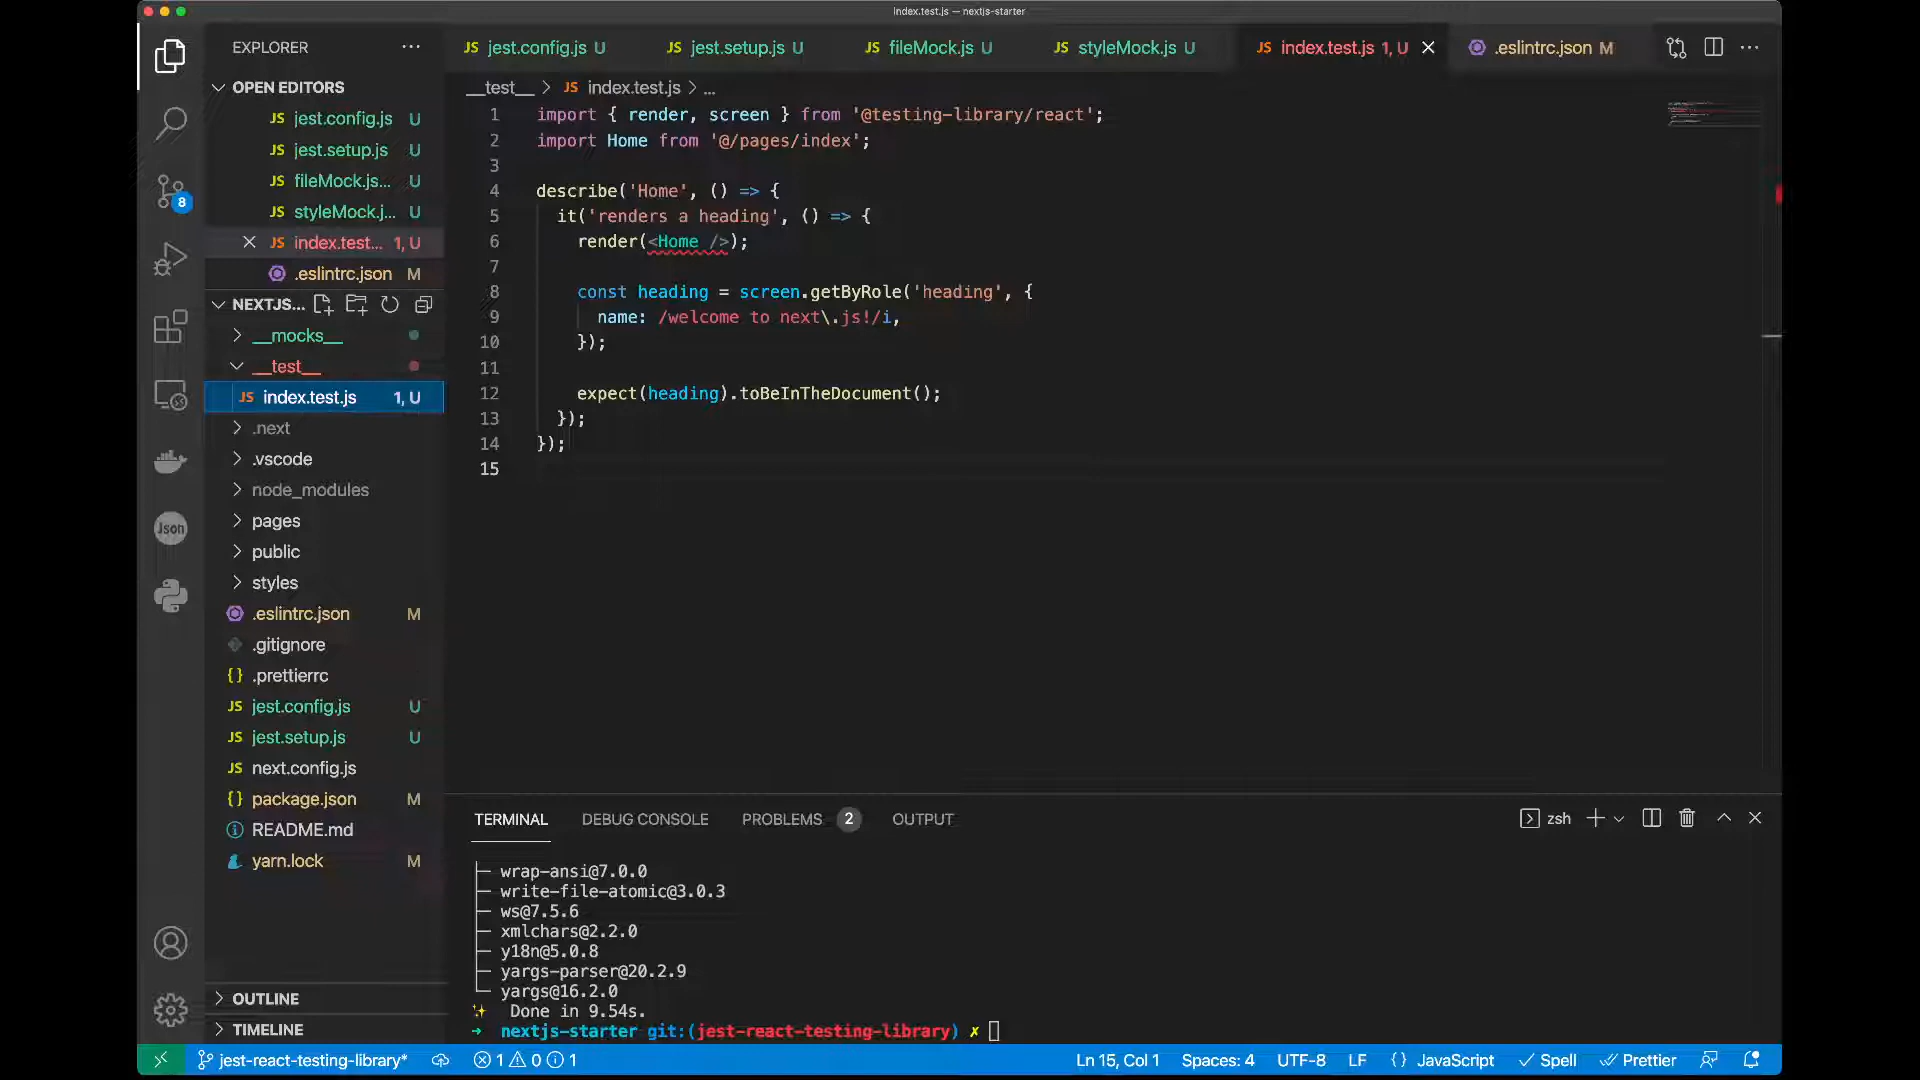 index.test.js — nextjs-starter
EXPLORER
OPEN EDITORS
JS jest.config.js U
JS jest.setup.js U
JS fileMock.js... U
JS styleMock.j... U
JS index.test... 1, U
.eslintrc.json M
NEXTJS...
__mocks__
__test__
JS index.test.js 1, U
.next
.vscode
node_modules
pages
public
styles
.eslintrc.json M
.gitignore
{} .prettierrc
JS jest.config.js U
JS jest.setup.js U
JS next.config.js
{} package.json M
README.md
yarn.lock M
OUTLINE
TIMELINE
8
Json
JS jest.config.js U JS jest.setup.js U JS fileMock.js U JS styleMock.js U JS index.test.js 1, U .eslintrc.json M
__test__ > JS index.test.js > ...
1 import { render, screen } from '@testing-library/react';
2 import Home from '@/pages/index';
3
4 describe('Home', () => {
5 it('renders a heading', () => {
6 render(<Home />);
7
8 const heading = screen.getByRole('heading', {
9 name: /welcome to next\.js!/i,
10 });
11
12 expect(heading).toBeInTheDocument();
13 });
14 });
15
TERMINAL DEBUG CONSOLE PROBLEMS 2 OUTPUT
zsh
├─ wrap-ansi@7.0.0
├─ write-file-atomic@3.0.3
├─ ws@7.5.6
├─ xmlchars@2.2.0
├─ y18n@5.0.8
├─ yargs-parser@20.2.9
└─ yargs@16.2.0
✨ Done in 9.54s.
➜ nextjs-starter git:(jest-react-testing-library) ✗
jest-react-testing-library* 1 0 1 Ln 15, Col 1 Spaces: 4 UTF-8 LF {} JavaScript Spell Prettier